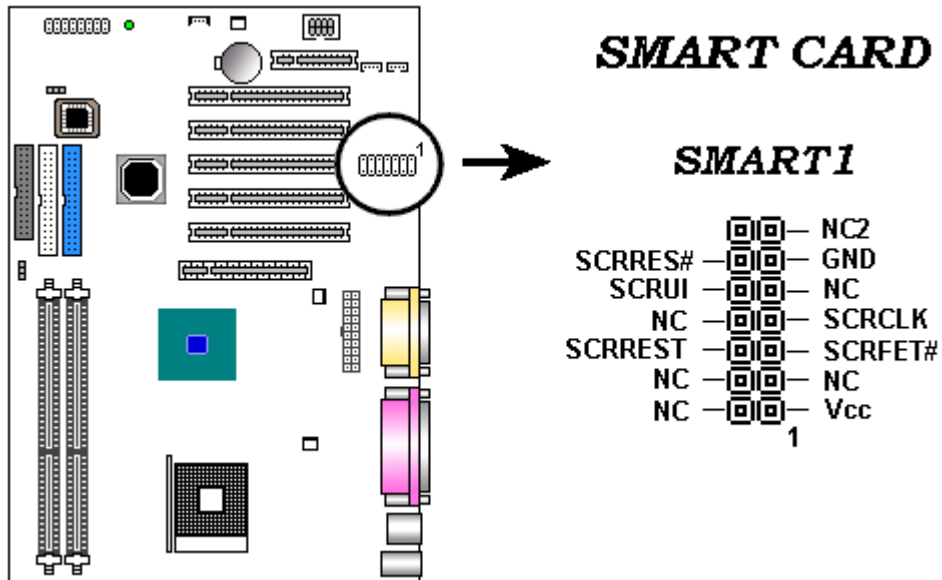 SMART CARD
1
SMART1
NC2
SCRRES# GND
SCRUI NC
NC SCRCLK
SCRREST SCRFET#
NC NC
NC Vcc
1